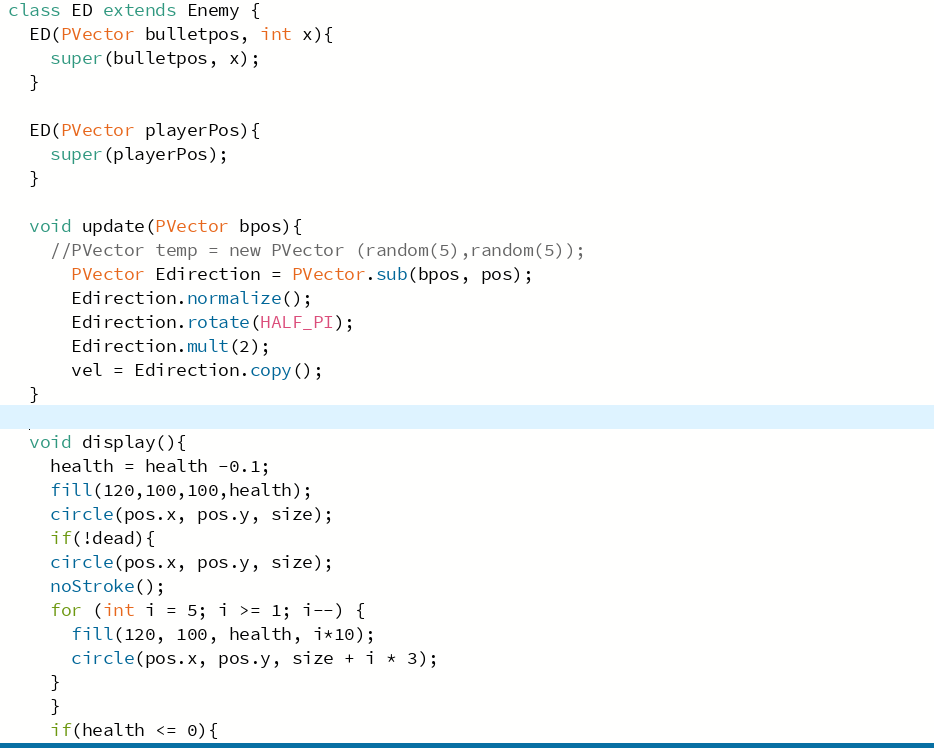 class ED extends Enemy {
  ED(PVector bulletpos, int x){
    super(bulletpos, x);
  }

  ED(PVector playerPos){
    super(playerPos);
  }

  void update(PVector bpos){
    //PVector temp = new PVector (random(5),random(5));
      PVector Edirection = PVector.sub(bpos, pos);
      Edirection.normalize();
      Edirection.rotate(HALF_PI);
      Edirection.mult(2);
      vel = Edirection.copy();
  }

  void display(){
    health = health -0.1;
    fill(120,100,100,health);
    circle(pos.x, pos.y, size);
    if(!dead){
    circle(pos.x, pos.y, size);
    noStroke();
    for (int i = 5; i >= 1; i--) {
      fill(120, 100, health, i*10);
      circle(pos.x, pos.y, size + i * 3);
    }
    }
    if(health <= 0){